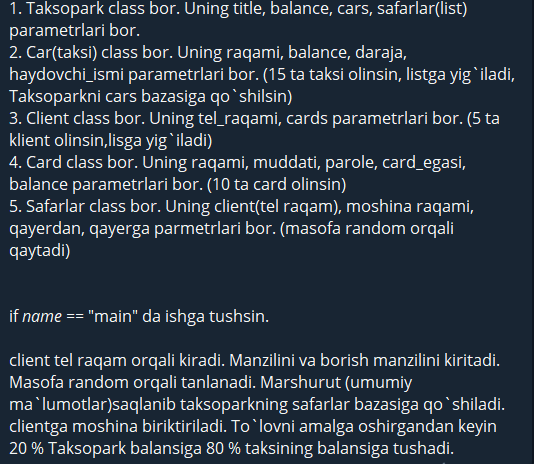 1. Taksopark class bor. Uning title, balance, cars, safarlar(list)
parametrlari bor.
2. Car(taksi) class bor. Uning raqami, balance, daraja,
haydovchi_ismi parametrlari bor. (15 ta taksi olinsin, listga yig`iladi,
Taksoparkni cars bazasiga qo`shilsin)
3. Client class bor. Uning tel_raqami, cards parametrlari bor. (5 ta
klient olinsin,lisga yig`iladi)
4. Card class bor. Uning raqami, muddati, parole, card_egasi,
balance parametrlari bor. (10 ta card olinsin)
5. Safarlar class bor. Uning client(tel raqam), moshina raqami,
qayerdan, qayerga parmetrlari bor. (masofa random orqali
qaytadi)
if name == "main" da ishga tushsin.
client tel raqam orqali kiradi. Manzilini va borish manzilini kiritadi.
Masofa random orqali tanlanadi. Marshurut (umumiy
ma`lumotlar)saqlanib taksoparkning safarlar bazasiga qo`shiladi.
clientga moshina biriktiriladi. To`lovni amalga oshirgandan keyin
20 % Taksopark balansiga 80 % taksining balansiga tushadi.